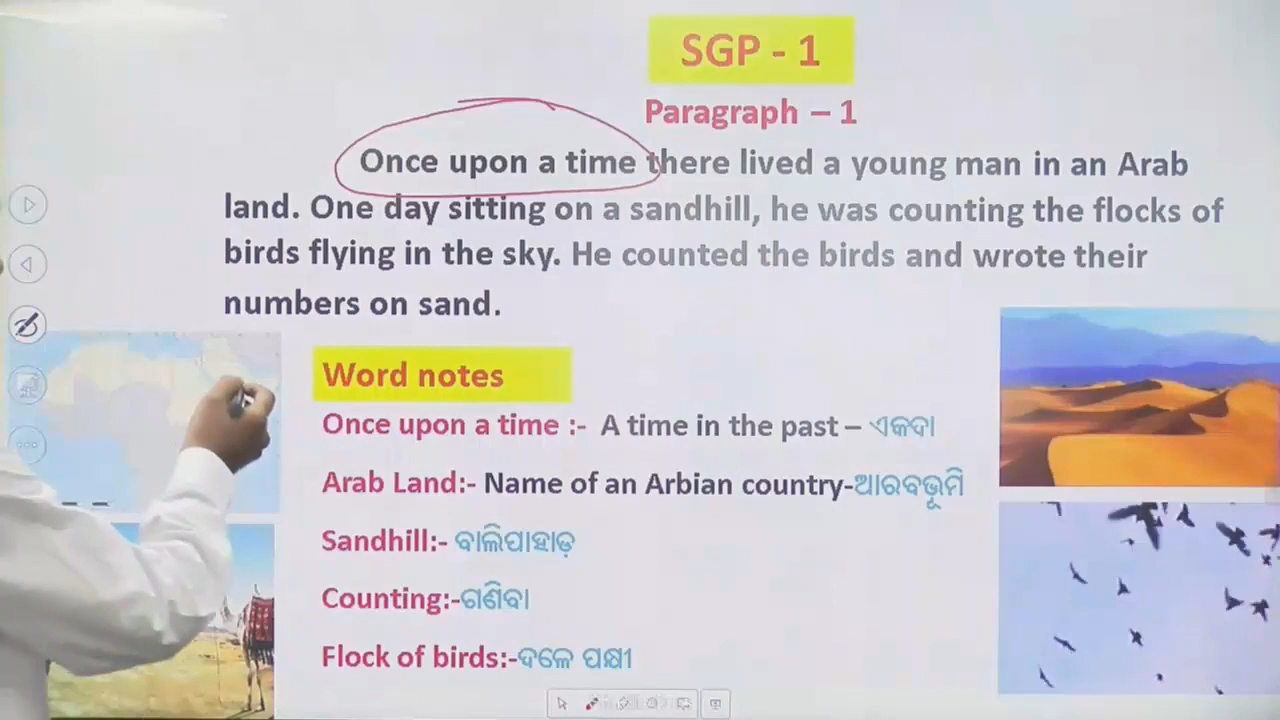 SGP - 1
Paragraph – 1
Once upon a time there lived a young man in an Arab
land. One day sitting on a sandhill, he was counting the flocks of
birds flying in the sky. He counted the birds and wrote their
numbers on sand.
Word notes
Once upon a time :- A time in the past – ଏକଦା
Arab Land:- Name of an Arbian country-ଆରବଭୂମି
Sandhill:- ବାଲିପାହାଡ଼
Counting:-ଗଣିବା
Flock of birds:-ଦଳେ ପକ୍ଷୀ